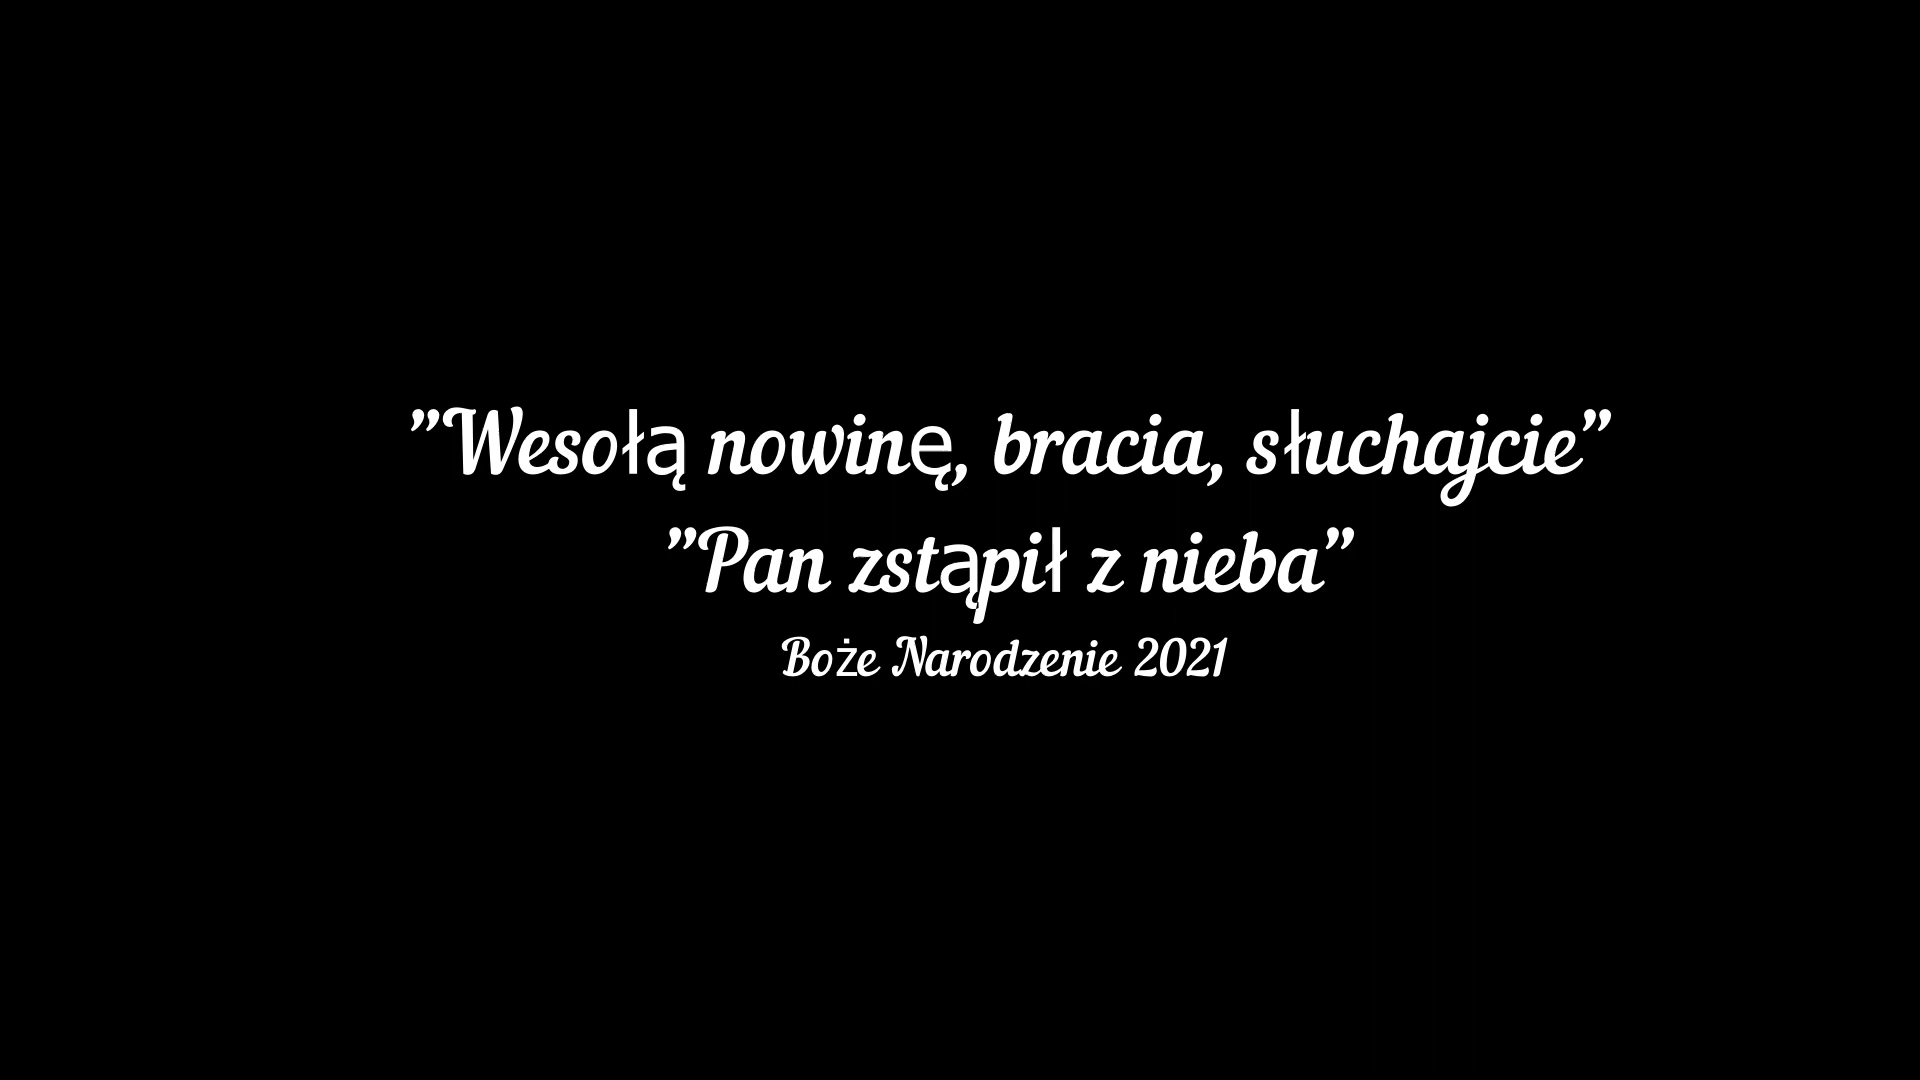 ”Wesołą nowinę, bracia, słuchajcie”
”Pan zstąpił z nieba”
Boże Narodzenie 2021